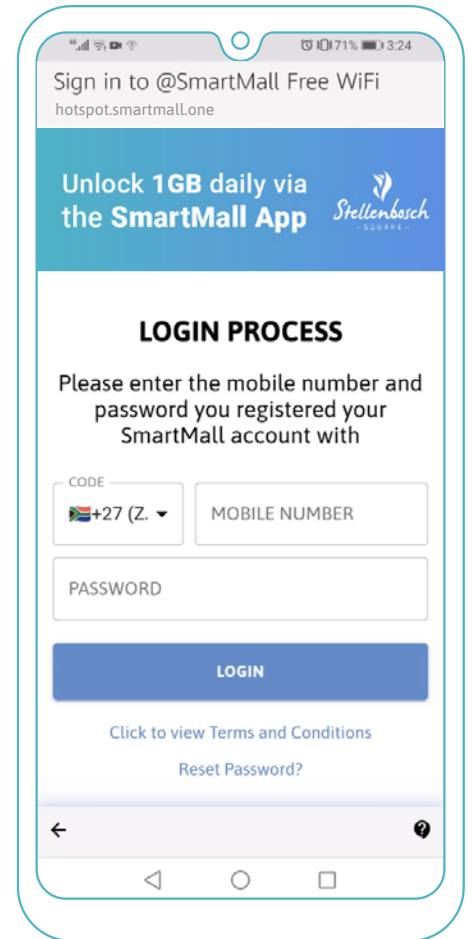 71% 3:24
Sign in to @SmartMall Free WiFi
hotspot.smartmall.one
Unlock 1GB daily via
the SmartMall App
Stellenbosch
- SQUARE -
LOGIN PROCESS
Please enter the mobile number and
password you registered your
SmartMall account with
CODE
+27 (Z.
MOBILE NUMBER
PASSWORD
LOGIN
Click to view Terms and Conditions
Reset Password?